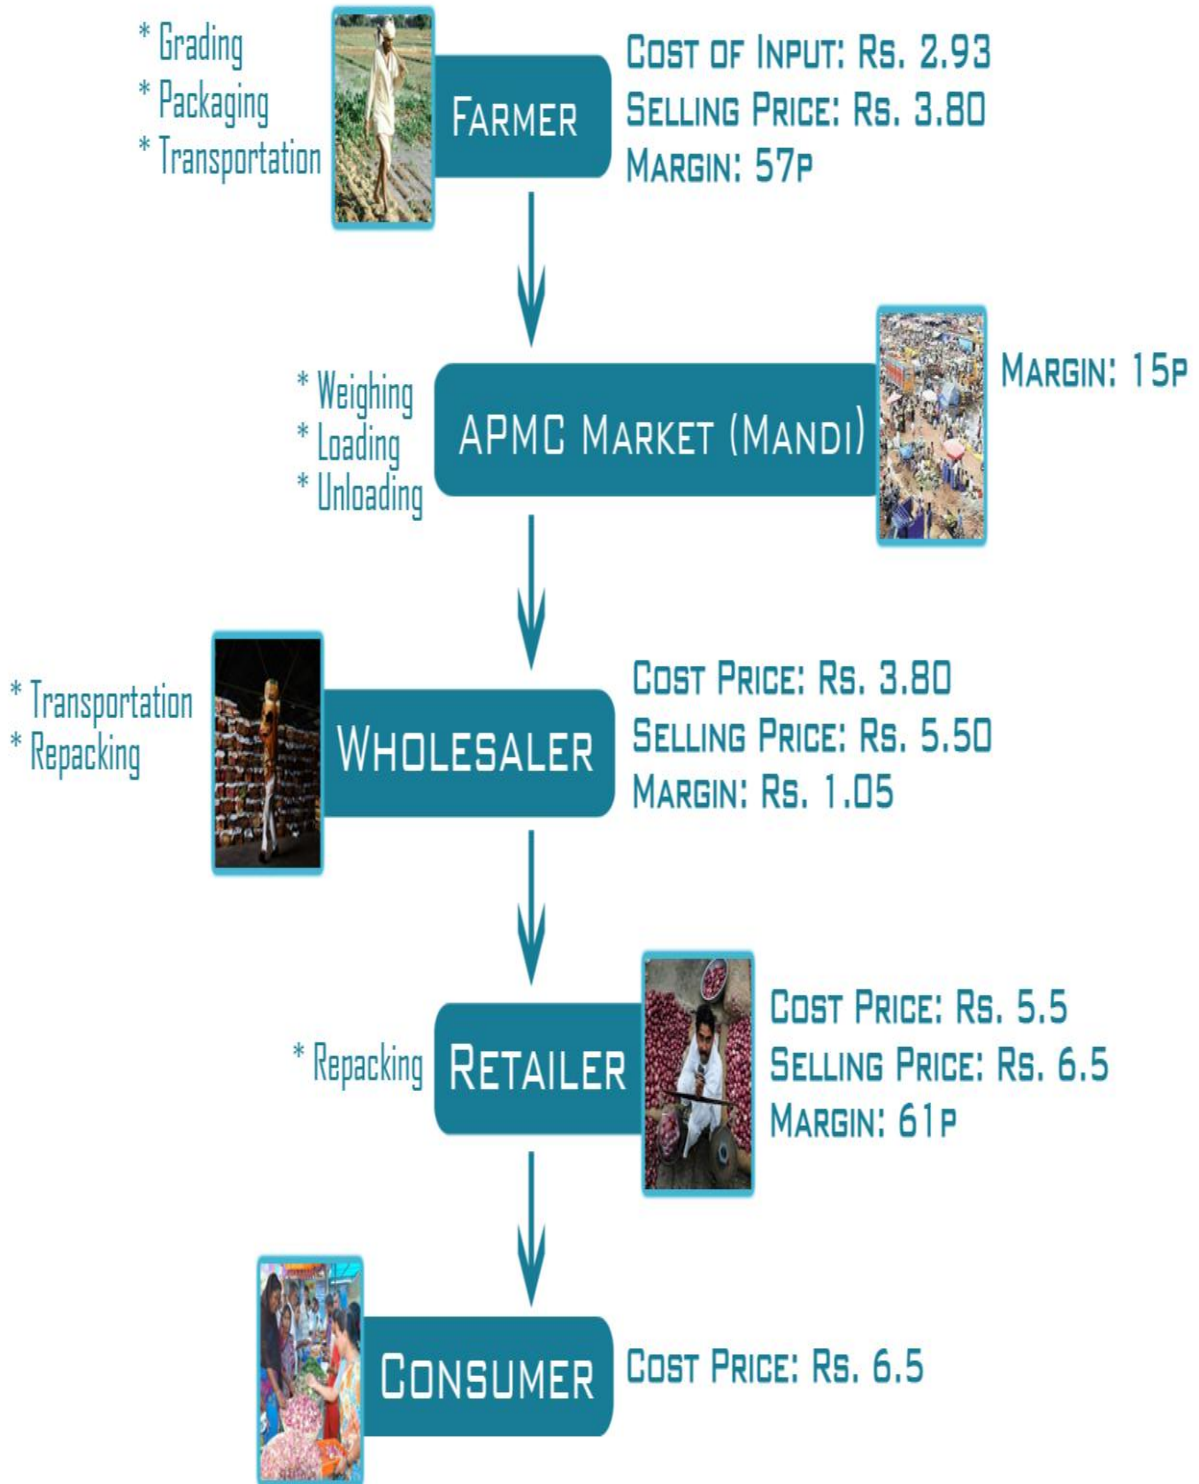 * Grading
* Packaging
* Transportation
Farmer
Cost of Input: Rs. 2.93
Selling Price: Rs. 3.80
Margin: 57p
* Weighing
* Loading
* Unloading
APMC Market (Mandi)
Margin: 15p
* Transportation
* Repacking
Wholesaler
Cost Price: Rs. 3.80
Selling Price: Rs. 5.50
Margin: Rs. 1.05
* Repacking
Retailer
Cost Price: Rs. 5.5
Selling Price: Rs. 6.5
Margin: 61p
Consumer
Cost Price: Rs. 6.5